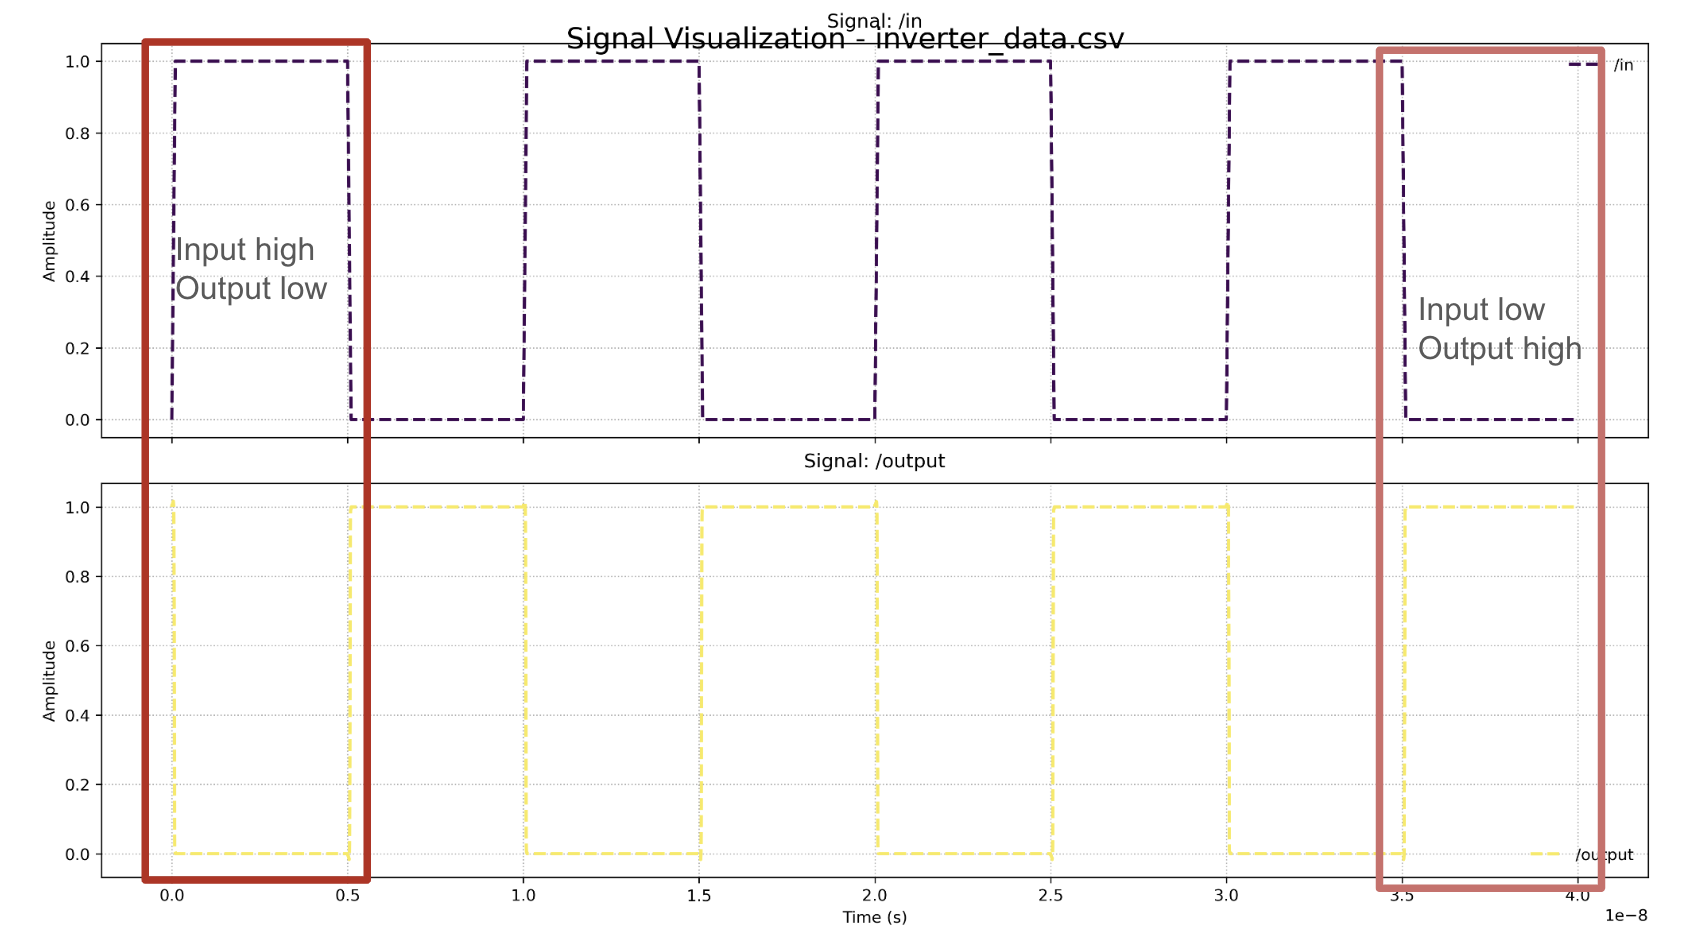 Signal: /in
Signal Visualization - inverter_data.csv
1.0
/in
0.8
0.6
Amplitude
0.4
0.2
0.0
Input high
Output low
Input low
Output high
Signal: /output
1.0
0.8
0.6
Amplitude
0.4
0.2
0.0
/output
0.0 0.5 1.0 1.5 2.0 2.5 3.0 3.5 4.0
Time (s)
1e−8